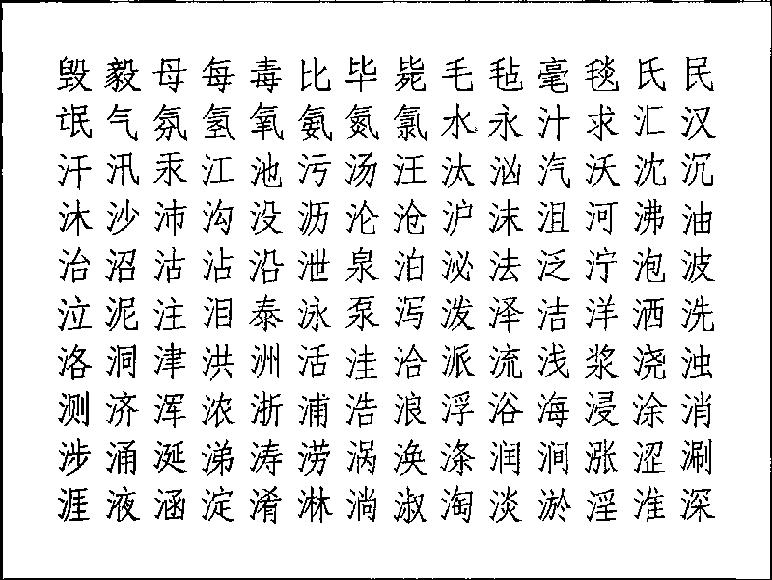 毁毅母每毒比毕毙毛毡毫毯氏民
氓气氛氢氧氨氮氯水永汁求汇汉
汗汛汞江池污汤汪汰汹汽沃沈沉
沐沙沛沟没沥沦沧沪沫沮河沸油
治沼沽沾沿泄泉泊泌法泛泞泡波
泣泥注泪泰泳泵泻泼泽洁洋洒洗
洛洞津洪洲活洼洽派流浅浆浇浊
测济浑浓浙浦浩浪浮浴海浸涂消
涉涌涎涕涛涝涡涣涤润涧涨涩涮
涯液涵淀淆淋淌淑淘淡淤淫淮深